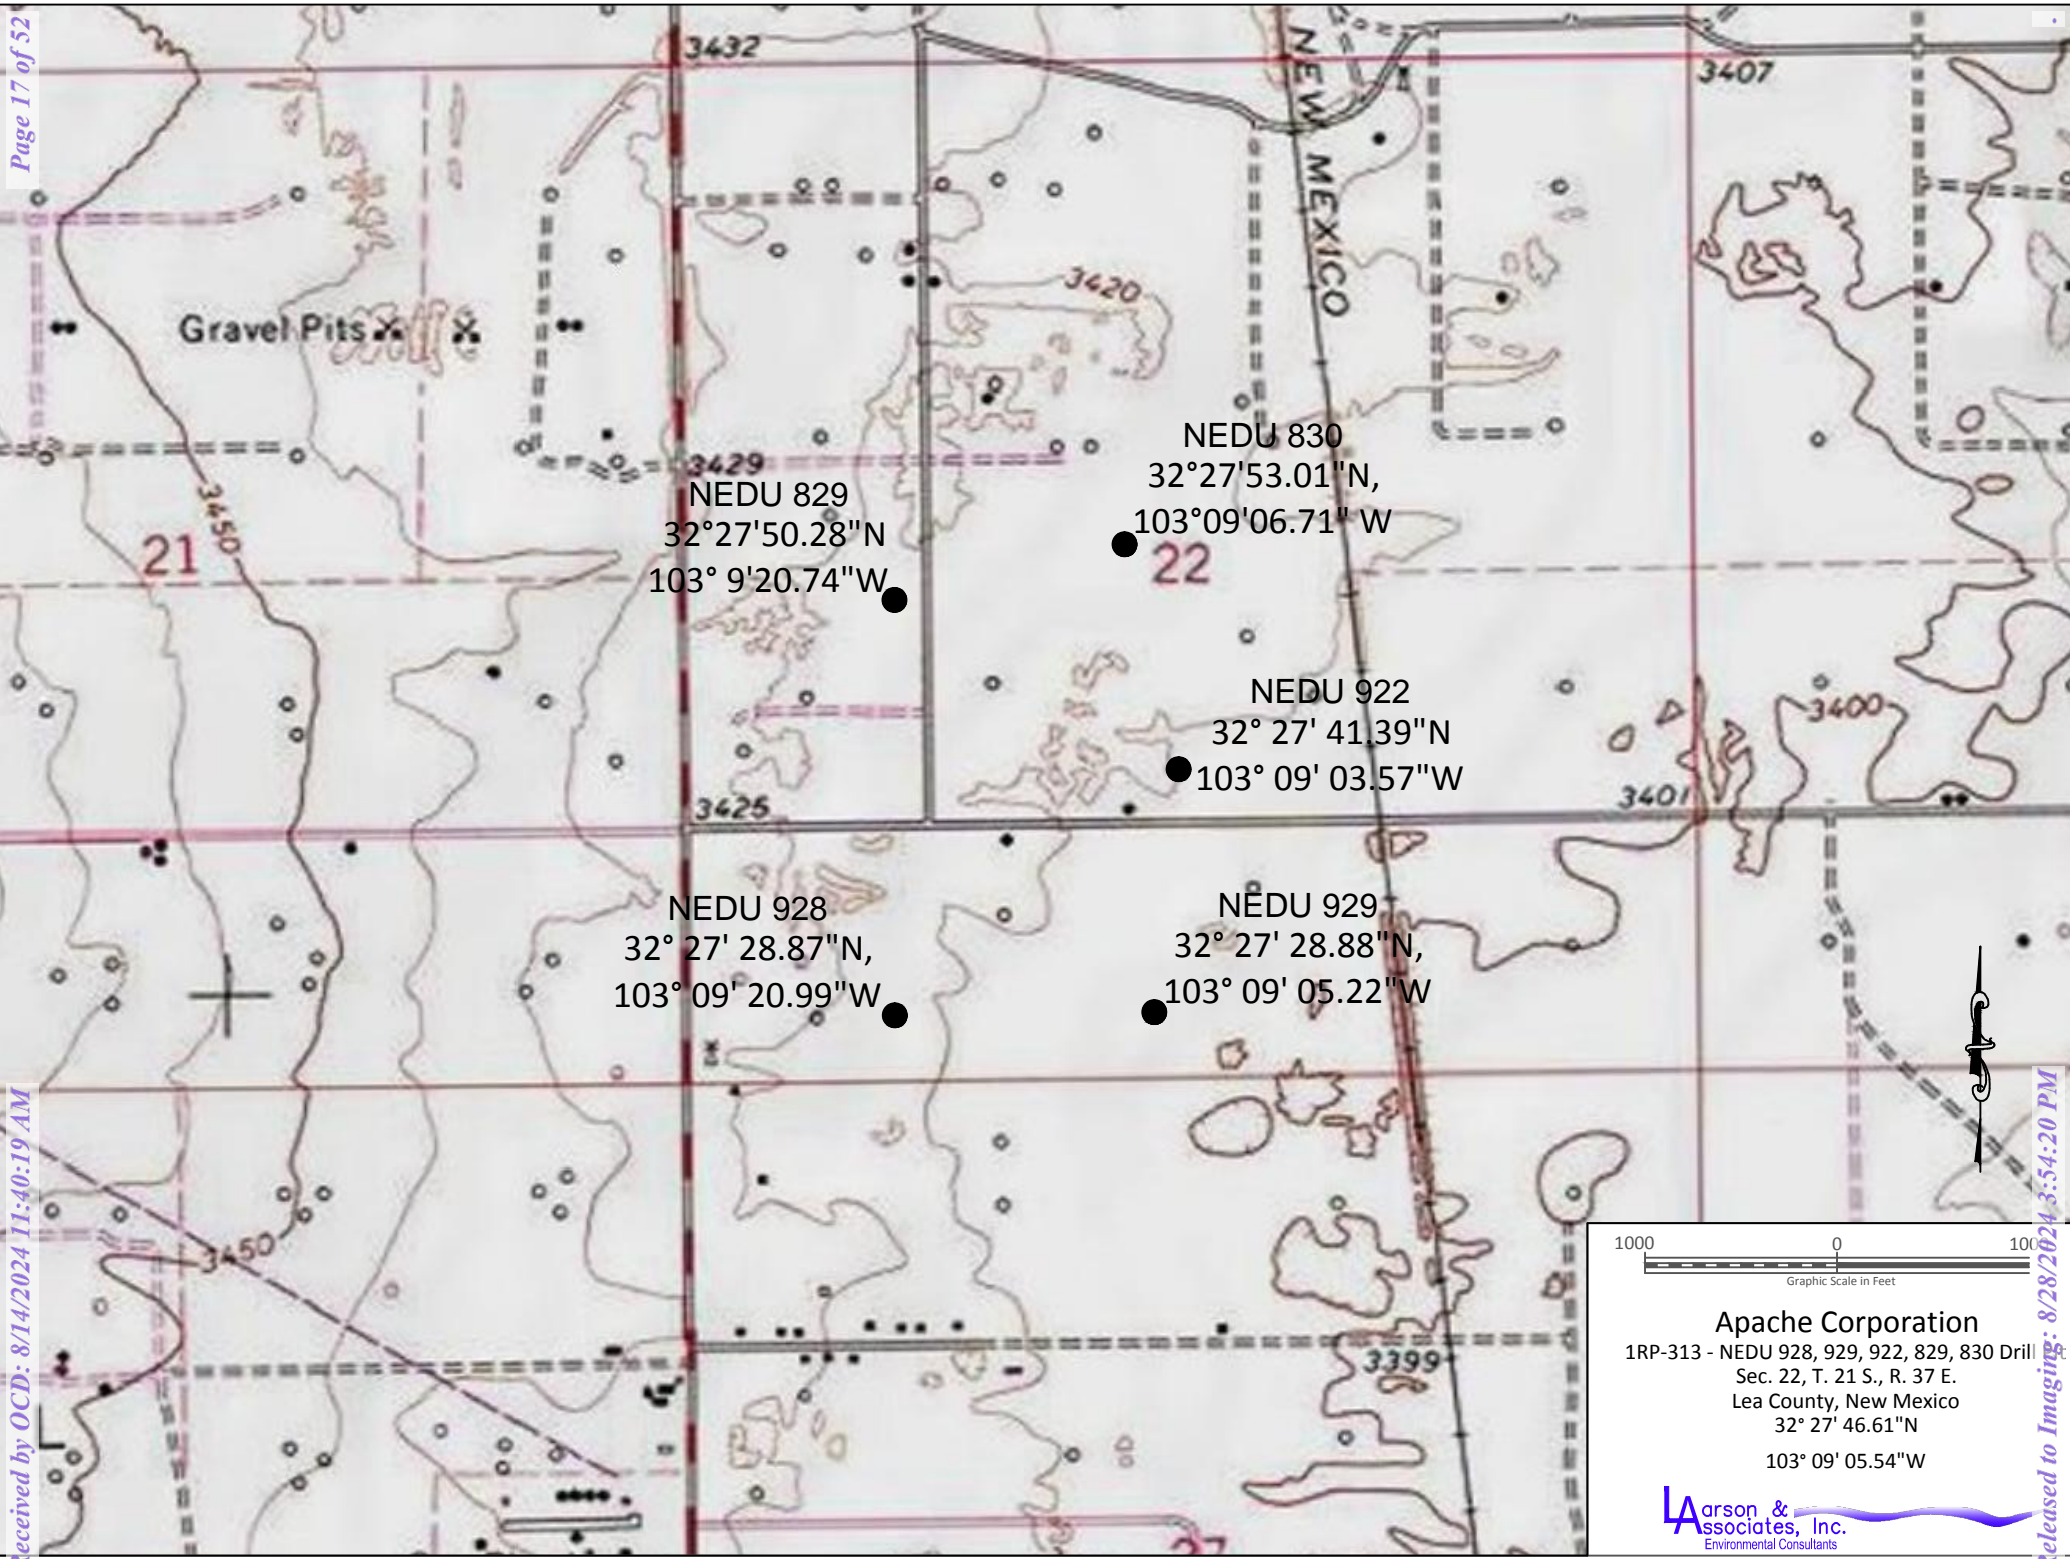 Page 17 of 52
3432
NEW MEXICO
3407
3420
Gravel Pits
3429
NEDU 830
32°27'53.01"N,
103°09'06.71" W
NEDU 829
32°27'50.28"N
103° 9'20.74"W
3450
21
22
NEDU 922
32° 27' 41.39"N
103° 09' 03.57"W
3400
3401
3425
NEDU 928
32° 27' 28.87"N,
103° 09' 20.99"W
NEDU 929
32° 27' 28.88"N,
103° 09' 05.22"W
3450
3399
27
1000 0 100
Graphic Scale in Feet
Apache Corporation
1RP-313 - NEDU 928, 929, 922, 829, 830 Drill
Sec. 22, T. 21 S., R. 37 E.
Lea County, New Mexico
32° 27' 46.61"N
103° 09' 05.54"W
LArson &
Associates, Inc.
Environmental Consultants
eceived by OCD: 8/14/2024 11:40:19 AM
eleased to Imaging: 8/28/2024 3:54:20 PM